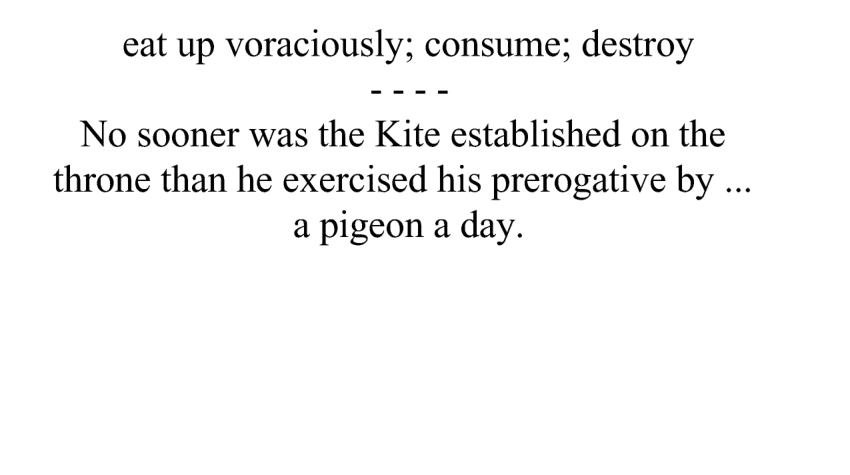 eat up voraciously; consume; destroy
- - - -
No sooner was the Kite established on the
throne than he exercised his prerogative by ...
a pigeon a day.